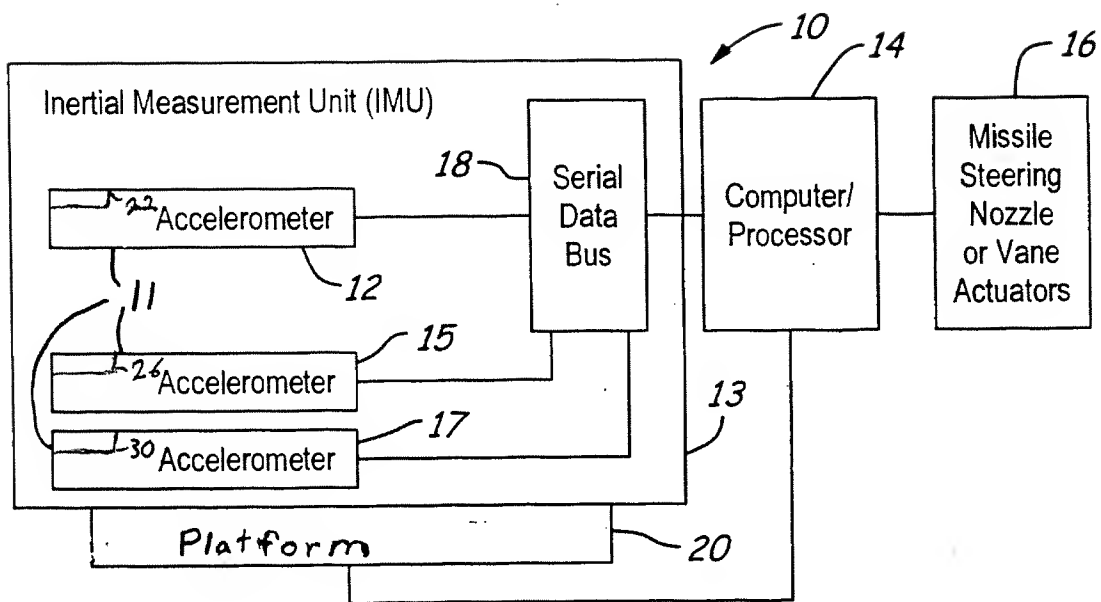 10
14
16
Inertial Measurement Unit (IMU)
18
Serial
Data
Bus
Computer/
Processor
Missile
Steering
Nozzle
or Vane
Actuators
22
Accelerometer
12
11
15
26
Accelerometer
17
30
Accelerometer
13
Platform
20